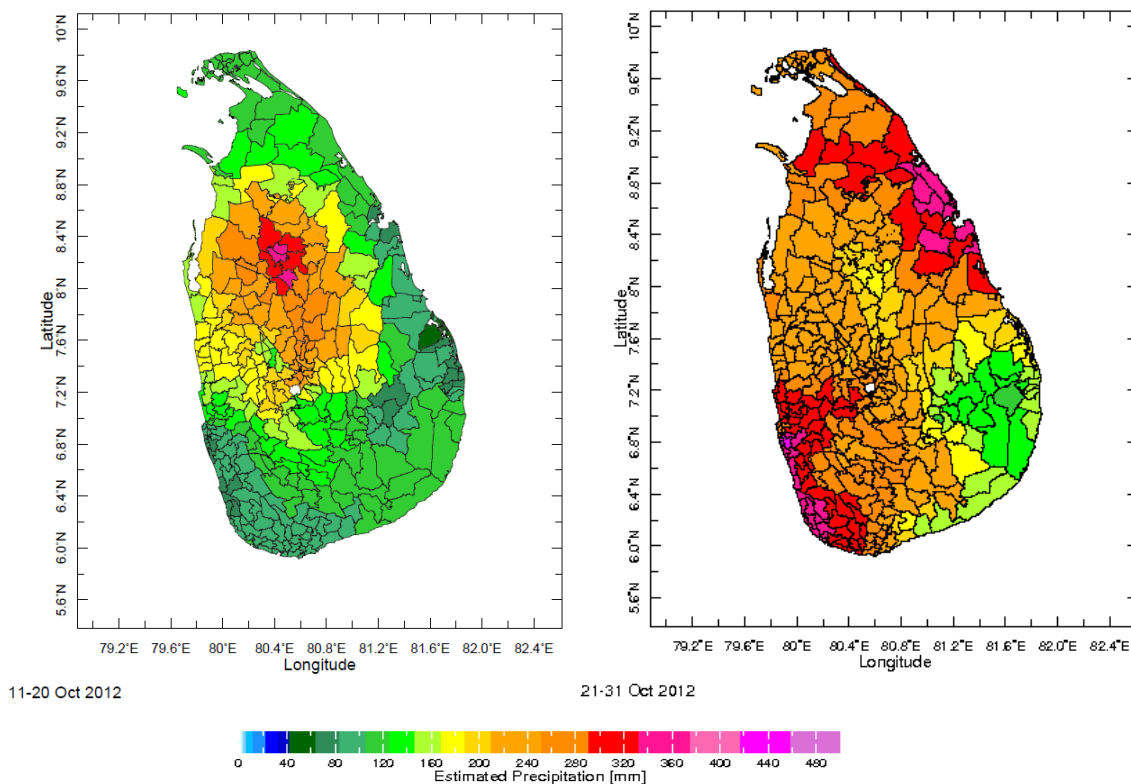 10°N
9.6°N
9.2°N
8.8°N
8.4°N
8°N
7.6°N
7.2°N
6.8°N
6.4°N
6.0°N
5.6°N
Latitude
79.2°E 79.6°E 80°E 80.4°E 80.8°E 81.2°E 81.6°E 82.0°E 82.4°E
Longitude
11-20 Oct 2012
10°N
9.6°N
9.2°N
8.8°N
8.4°N
8°N
7.6°N
7.2°N
6.8°N
6.4°N
6.0°N
5.6°N
Latitude
79.2°E 79.6°E 80°E 80.4°E 80.8°E 81.2°E 81.6°E 82.0°E 82.4°E
Longitude
21-31 Oct 2012
0 40 60 80 120 160 200 240 280 320 360 400 440 480
Estimated Precipitation [mm]